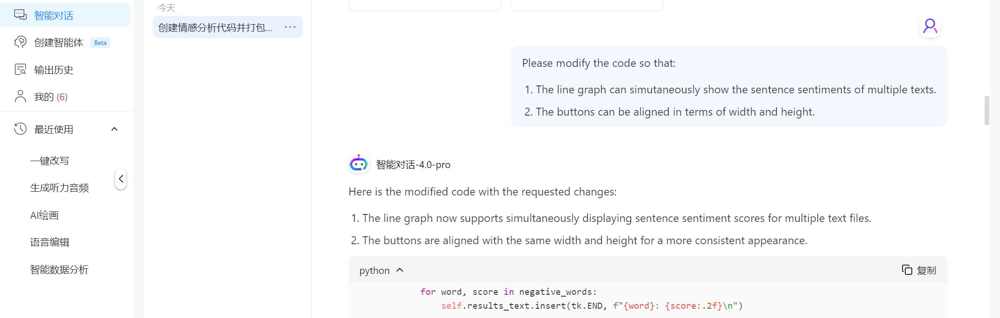 智能对话
创建智能体 Beta
输出历史
我的 (6)
最近使用
一键改写
生成听力音频
AI绘画
语音编辑
智能数据分析
今天
创建情感分析代码并打包... ···
Please modify the code so that:
1. The line graph can simutaneously show the sentence sentiments of multiple texts.
2. The buttons can be aligned in terms of width and height.
智能对话-4.0-pro
Here is the modified code with the requested changes:
1. The line graph now supports simultaneously displaying sentence sentiment scores for multiple text files.
2. The buttons are aligned with the same width and height for a more consistent appearance.
python 复制
for word, score in negative_words:
self.results_text.insert(tk.END, f"{word}: {score:.2f}\n")